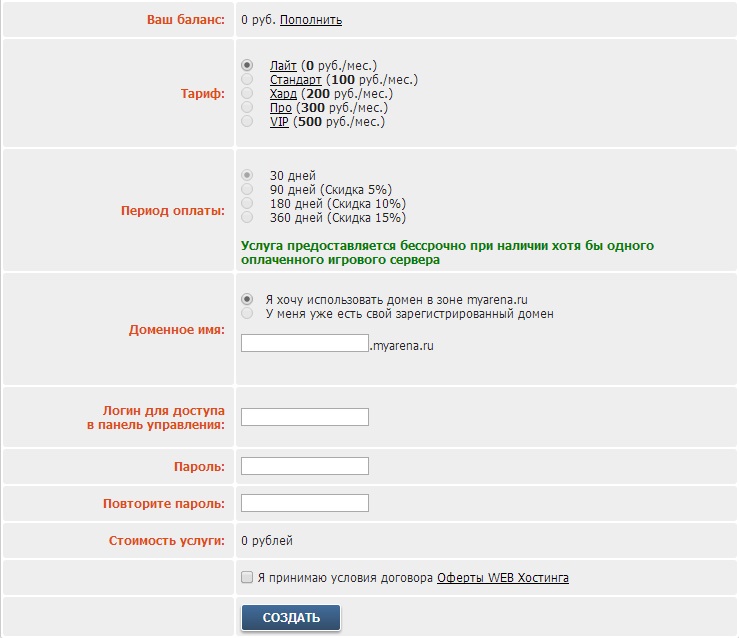 Ваш баланс: 0 руб. Пополнить
Тариф:
Лайт (0 руб./мес.)
Стандарт (100 руб./мес.)
Хард (200 руб./мес.)
Про (300 руб./мес.)
VIP (500 руб./мес.)
Период оплаты:
30 дней
90 дней (Скидка 5%)
180 дней (Скидка 10%)
360 дней (Скидка 15%)
Услуга предоставляется бессрочно при наличии хотя бы одного
оплаченного игрового сервера
Доменное имя:
Я хочу использовать домен в зоне myarena.ru
У меня уже есть свой зарегистрированный домен
.myarena.ru
Логин для доступа
в панель управления:
Пароль:
Повторите пароль:
Стоимость услуги: 0 рублей
Я принимаю условия договора Оферты WEB Хостинга
СОЗДАТЬ